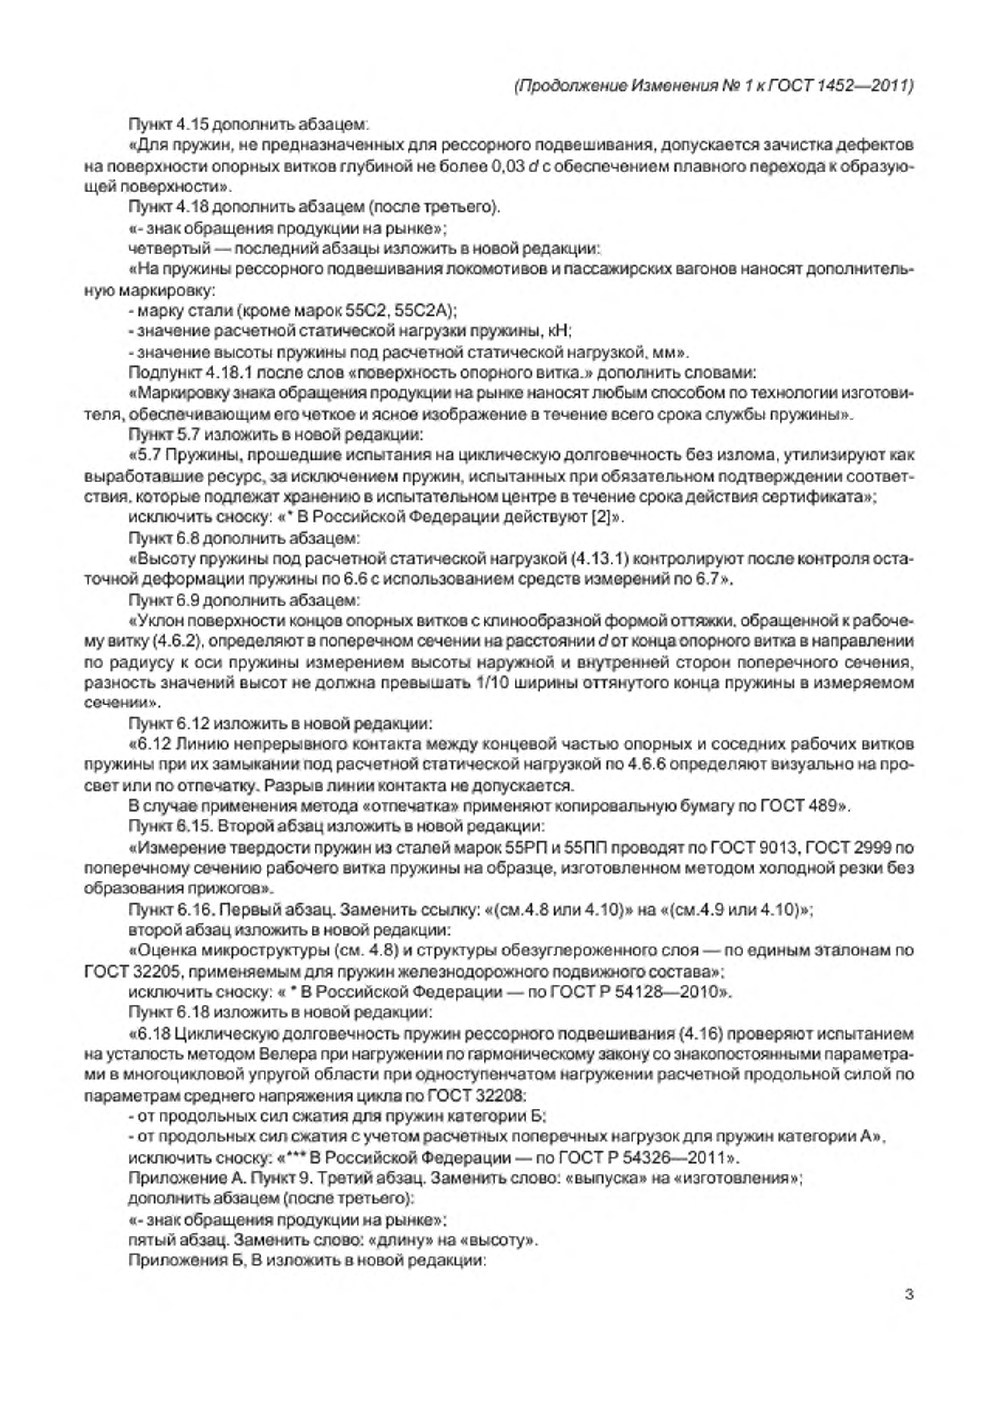 (Продолжение Изменения № 1 к ГОСТ 1452—2011)
Пункт 4.15 дополнить абзацем:
«Для пружин, не предназначенных для рессорного подвешивания, допускается зачистка дефектов
на поверхности опорных витков глубиной не более 0,03 d с обеспечением плавного перехода к образую-
щей поверхности».
Пункт 4.18 дополнить абзацем (после третьего).
«- знак обращения продукции на рынке»;
четвертый — последний абзацы изложить в новой редакции:
«На пружины рессорного подвешивания локомотивов и пассажирских вагонов наносят дополнитель-
ную маркировку:
- марку стали (кроме марок 55С2, 55С2А);
- значение расчетной статической нагрузки пружины, кН;
- значение высоты пружины под расчетной статической нагрузкой, мм».
Подпункт 4.18.1 после слов «поверхность опорного витка.» дополнить словами:
«Маркировку знака обращения продукции на рынке наносят любым способом по технологии изготови-
теля, обеспечивающим его четкое и ясное изображение в течение всего срока службы пружины».
Пункт 5.7 изложить в новой редакции:
«5.7 Пружины, прошедшие испытания на циклическую долговечность без излома, утилизируют как
выработавшие ресурс, за исключением пружин, испытанных при обязательном подтверждении соответ-
ствия, которые подлежат хранению в испытательном центре в течение срока действия сертификата»;
исключить сноску: «* В Российской Федерации действуют [2]».
Пункт 6.8 дополнить абзацем:
«Высоту пружины под расчетной статической нагрузкой (4.13.1) контролируют после контроля оста-
точной деформации пружины по 6.6 с использованием средств измерений по 6.7».
Пункт 6.9 дополнить абзацем:
«Уклон поверхности концов опорных витков с клинообразной формой оттяжки, обращенной к рабоче-
му витку (4.6.2), определяют в поперечном сечении на расстоянии d от конца опорного витка в направлении
по радиусу к оси пружины измерением высоты наружной и внутренней сторон поперечного сечения,
разность значений высот не должна превышать 1/10 ширины оттянутого конца пружины в измеряемом
сечении».
Пункт 6.12 изложить в новой редакции:
«6.12 Линию непрерывного контакта между концевой частью опорных и соседних рабочих витков
пружины при их замыкании под расчетной статической нагрузкой по 4.6.6 определяют визуально на про-
свет или по отпечатку. Разрыв линии контакта не допускается.
В случае применения метода «отпечатка» применяют копировальную бумагу по ГОСТ 489».
Пункт 6.15. Второй абзац изложить в новой редакции:
«Измерение твердости пружин из сталей марок 55РП и 55ПП проводят по ГОСТ 9013, ГОСТ 2999 по
поперечному сечению рабочего витка пружины на образце, изготовленном методом холодной резки без
образования прижогов».
Пункт 6.16. Первый абзац. Заменить ссылку: «(см.4.8 или 4.10)» на «(см.4.9 или 4.10)»;
второй абзац изложить в новой редакции:
«Оценка микроструктуры (см. 4.8) и структуры обезуглероженного слоя — по единым эталонам по
ГОСТ 32205, применяемым для пружин железнодорожного подвижного состава»;
исключить сноску: « * В Российской Федерации — по ГОСТ Р 54128—2010».
Пункт 6.18 изложить в новой редакции:
«6.18 Циклическую долговечность пружин рессорного подвешивания (4.16) проверяют испытанием
на усталость методом Велера при нагружении по гармоническому закону со знакопостоянными параметра-
ми в многоцикловой упругой области при одноступенчатом нагружении расчетной продольной силой по
параметрам среднего напряжения цикла по ГОСТ 32208:
- от продольных сил сжатия для пружин категории Б;
- от продольных сил сжатия с учетом расчетных поперечных нагрузок для пружин категории А»,
исключить сноску: «*** В Российской Федерации — по ГОСТ Р 54326—2011».
Приложение А. Пункт 9. Третий абзац. Заменить слово: «выпуска» на «изготовления»;
дополнить абзацем (после третьего):
«- знак обращения продукции на рынке»;
пятый абзац. Заменить слово: «длину» на «высоту».
Приложения Б, В изложить в новой редакции:
3